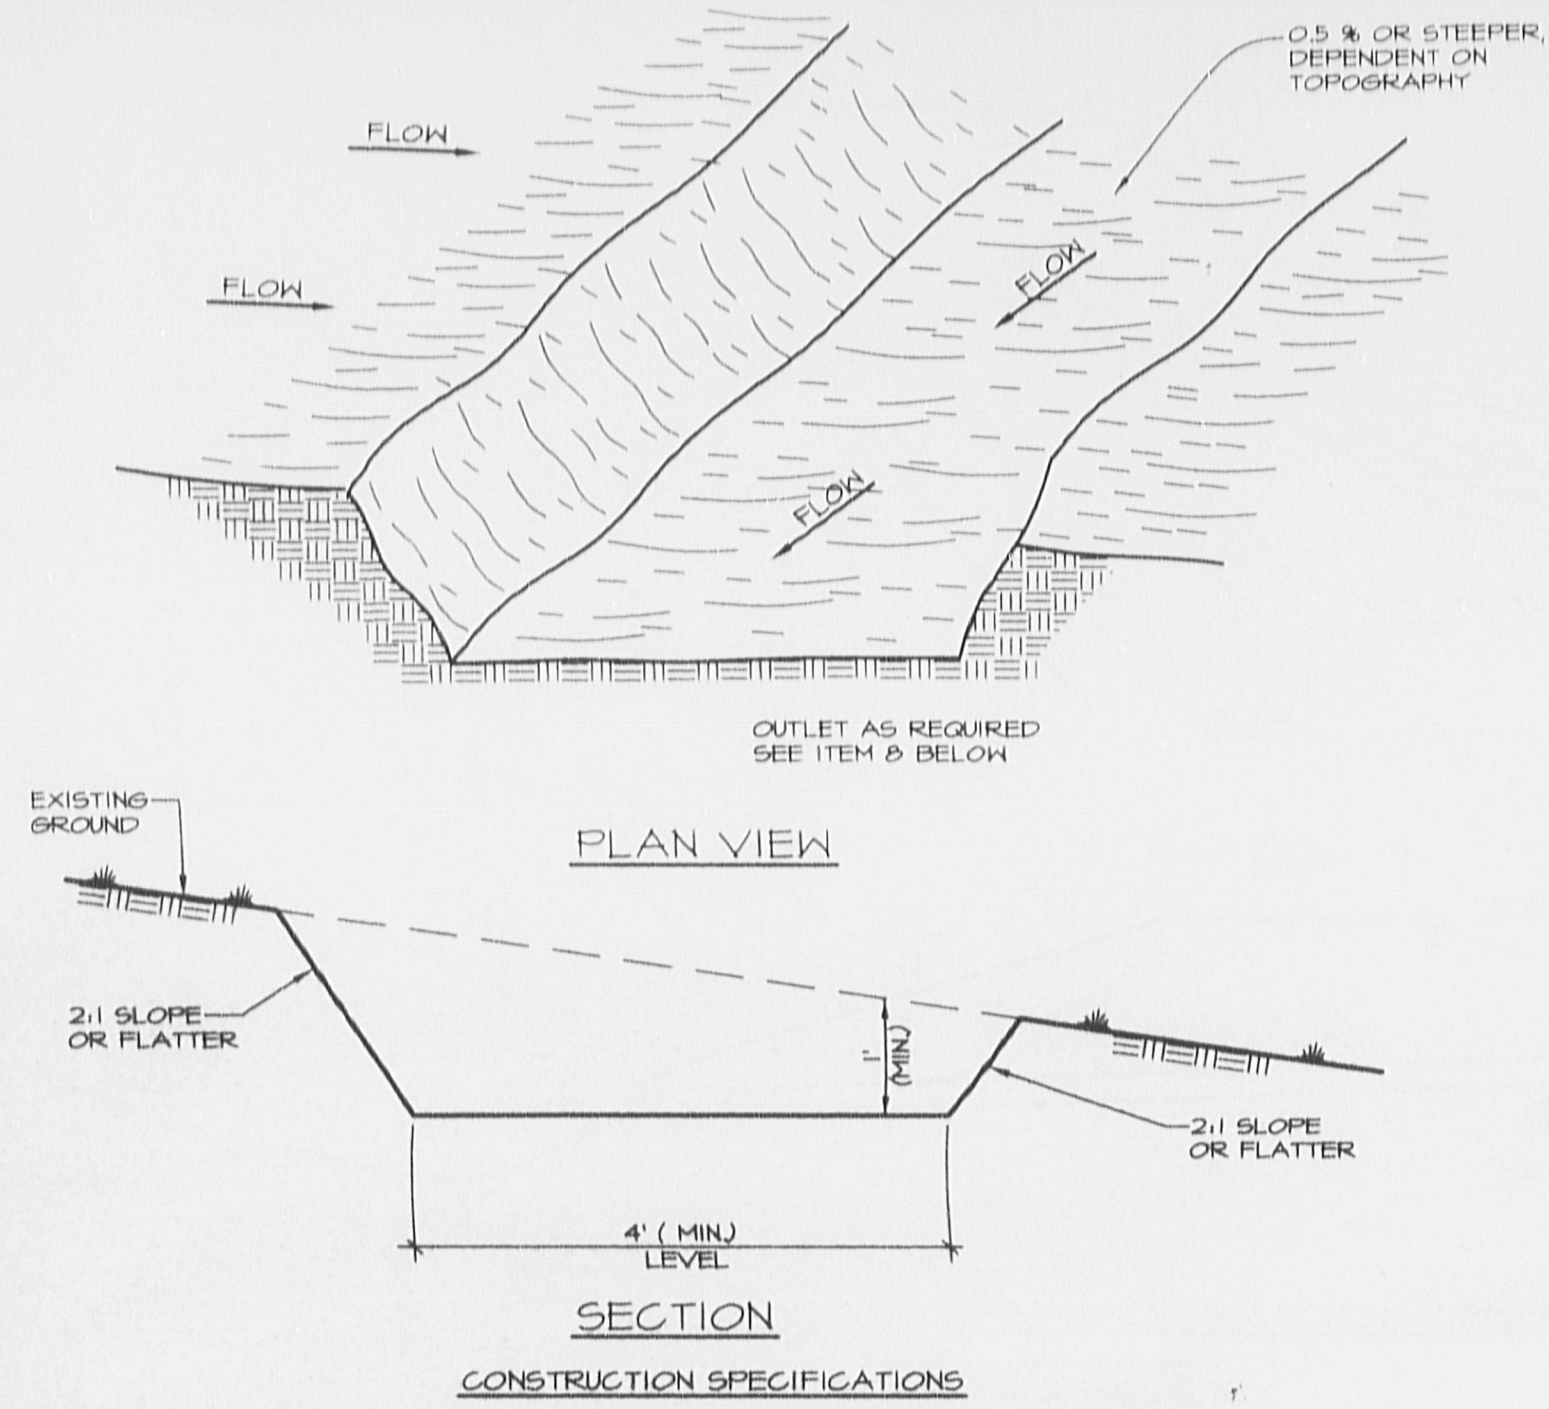 0.5 % OR STEEPER,
DEPENDENT ON
TOPOGRAPHY
FLOW
FLOW
FLOW
FLOW
OUTLET AS REQUIRED
SEE ITEM 8 BELOW
PLAN VIEW
EXISTING
GROUND
2:1 SLOPE
OR FLATTER
1'
(MIN)
2:1 SLOPE
OR FLATTER
4' ( MIN.)
LEVEL
SECTION
CONSTRUCTION SPECIFICATIONS